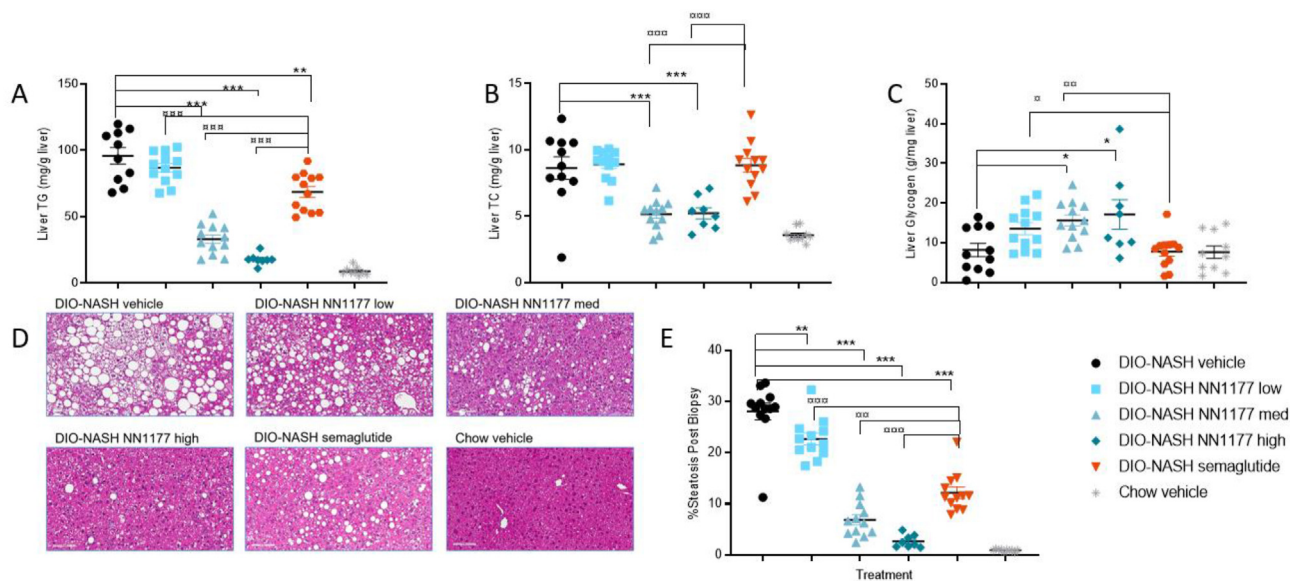 A
Liver TG (mg/g liver)
150
100
50
0
**
***
***
¤¤¤
¤¤¤
¤¤¤
B
Liver TC (mg/g liver)
15
10
5
0
¤¤¤
¤¤¤
***
***
C
Liver Glycogen (g/mg liver)
50
40
30
20
10
0
¤¤
¤
*
*
D
DIO-NASH vehicle
DIO-NASH NN1177 low
DIO-NASH NN1177 med
DIO-NASH NN1177 high
DIO-NASH semaglutide
Chow vehicle
E
%Steatosis Post Biopsy
40
30
20
10
0
**
***
***
***
¤¤¤
¤¤
¤¤¤
Treatment
DIO-NASH vehicle
DIO-NASH NN1177 low
DIO-NASH NN1177 med
DIO-NASH NN1177 high
DIO-NASH semaglutide
Chow vehicle